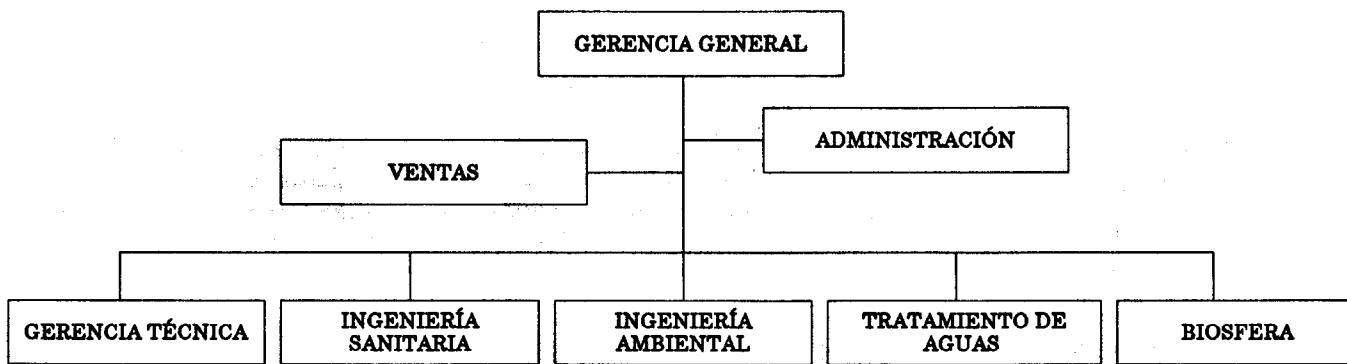 GERENCIA GENERAL
ADMINISTRACIÓN
VENTAS
GERENCIA TÉCNICA
INGENIERÍA
SANITARIA
INGENIERÍA
AMBIENTAL
TRATAMIENTO DE
AGUAS
BIOSFERA